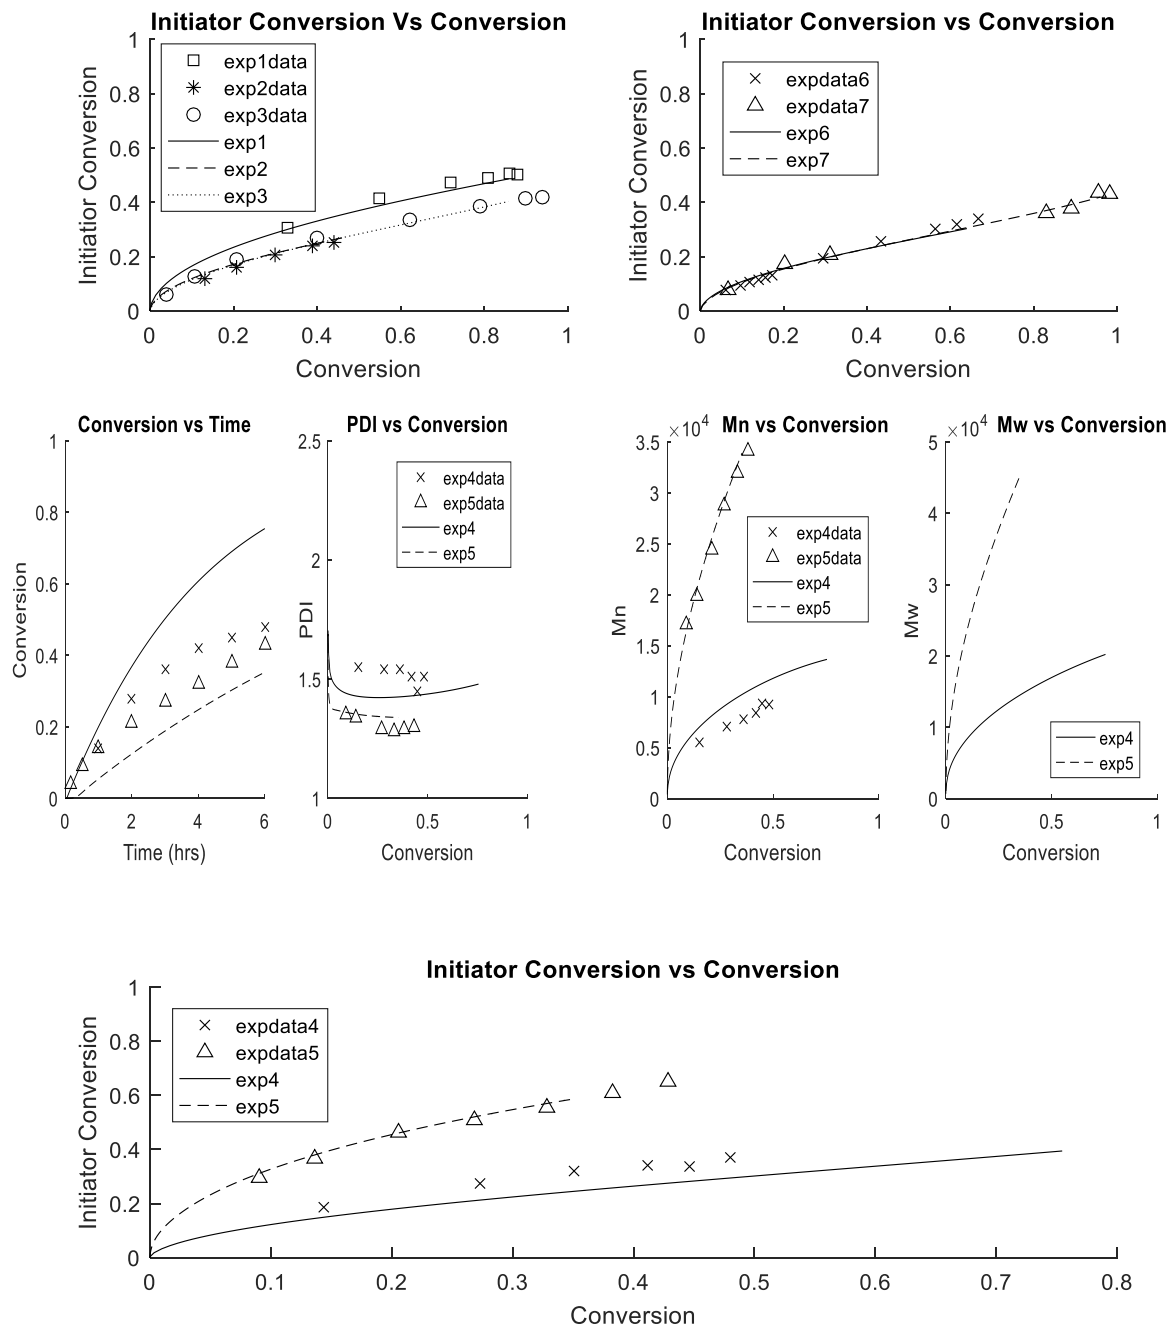 Initiator Conversion Vs Conversion
1
0.8
0.6
0.4
0.2
0
Initiatior Conversion
exp1data
exp2data
exp3data
exp1
exp2
exp3
0 0.2 0.4 0.6 0.8 1
Conversion
Initiator Conversion vs Conversion
1
0.8
0.6
0.4
0.2
0
Initiator Conversion
expdata6
expdata7
exp6
exp7
0 0.2 0.4 0.6 0.8 1
Conversion
Conversion vs Time
1
0.8
0.6
0.4
0.2
0
Conversion
0 2 4 6
Time (hrs)
PDI vs Conversion
2.5
2
1.5
1
PDI
exp4data
exp5data
exp4
exp5
0 0.5 1
Conversion
×10⁴ Mn vs Conversion
3.5
3
2.5
2
1.5
1
0.5
0
Mn
exp4data
exp5data
exp4
exp5
0 0.5 1
Conversion
×10⁴ Mw vs Conversion
5
4
3
2
1
0
Mw
exp4
exp5
0 0.5 1
Conversion
Initiator Conversion vs Conversion
1
0.8
0.6
0.4
0.2
0
Initiator Conversion
expdata4
expdata5
exp4
exp5
0 0.1 0.2 0.3 0.4 0.5 0.6 0.7 0.8
Conversion